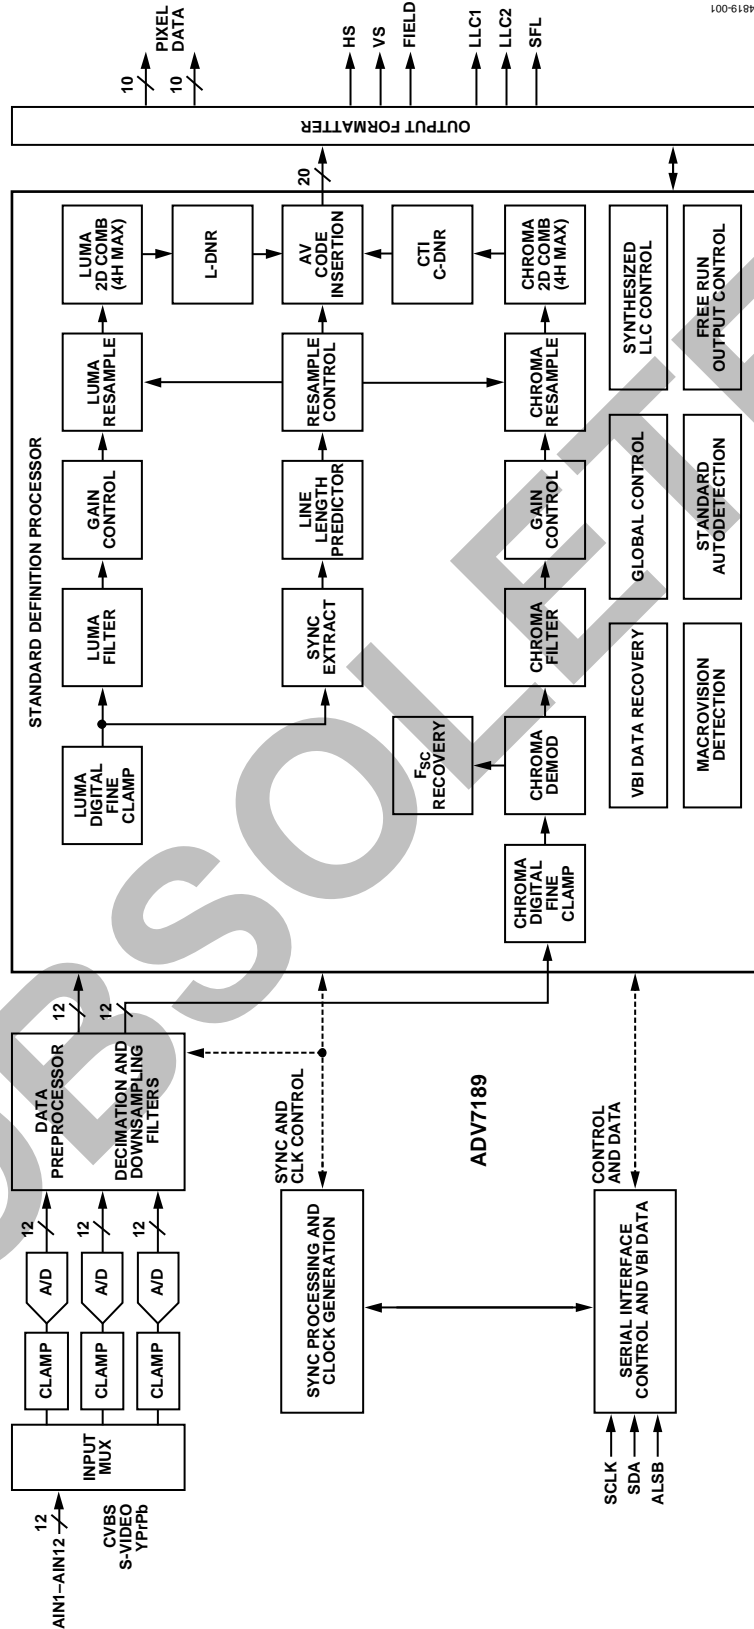 AIN1–AIN12
12
CVBS
S-VIDEO
YPrPb
INPUT
MUX
CLAMP
CLAMP
CLAMP
A/D
A/D
A/D
12
12
12
DATA
PREPROCESSOR
DECIMATION AND
DOWNSAMPLING
FILTERS
12
12
STANDARD DEFINITION PROCESSOR
LUMA
DIGITAL
FINE
CLAMP
LUMA
FILTER
GAIN
CONTROL
LUMA
RESAMPLE
LUMA
2D COMB
(4H MAX)
L-DNR
SYNC
EXTRACT
LINE
LENGTH
PREDICTOR
RESAMPLE
CONTROL
AV
CODE
INSERTION
20
FSC
RECOVERY
CTI
C-DNR
CHROMA
DIGITAL
FINE
CLAMP
CHROMA
DEMOD
CHROMA
FILTER
GAIN
CONTROL
CHROMA
RESAMPLE
CHROMA
2D COMB
(4H MAX)
VBI DATA RECOVERY
GLOBAL CONTROL
SYNTHESIZED
LLC CONTROL
MACROVISION
DETECTION
STANDARD
AUTODETECTION
FREE RUN
OUTPUT CONTROL
OUTPUT FORMATTER
10
10
PIXEL
DATA
HS
VS
FIELD
LLC1
LLC2
SFL
SYNC PROCESSING AND
CLOCK GENERATION
SYNC AND
CLK CONTROL
ADV7189
SCLK
SDA
ALSB
SERIAL INTERFACE
CONTROL AND VBI DATA
CONTROL
AND DATA
4819-001
OBSOLETE